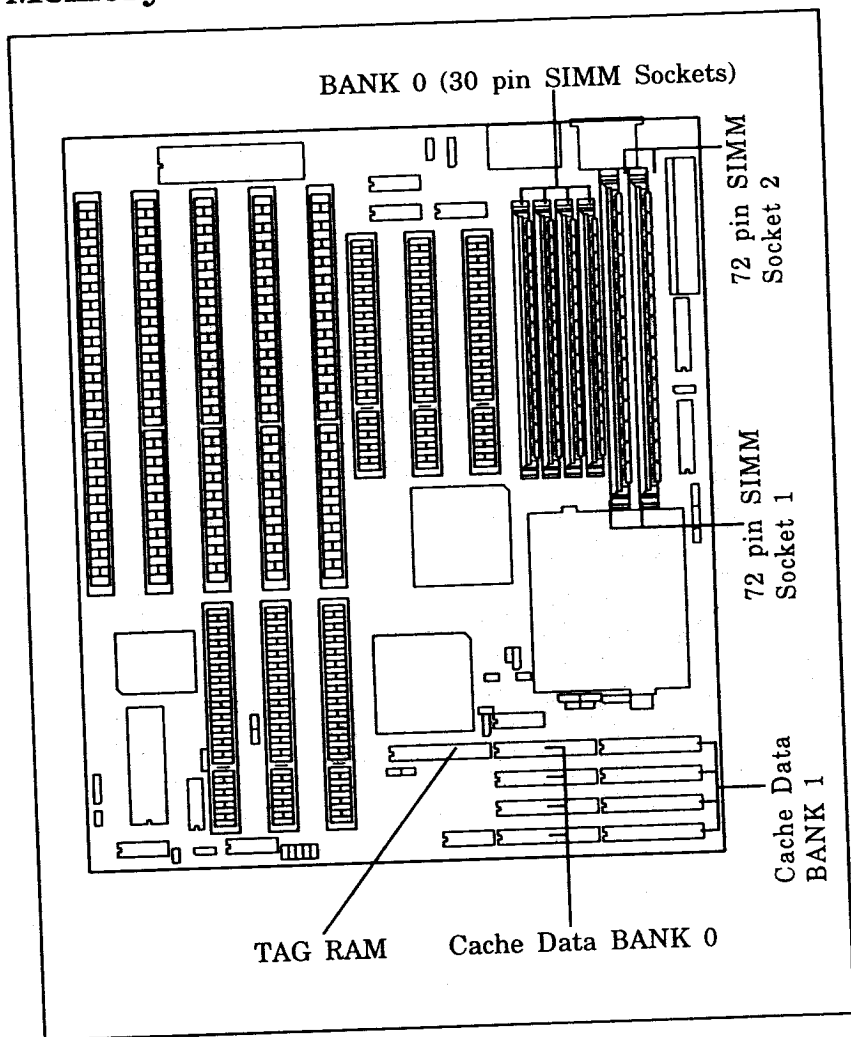 BANK 0 (30 pin SIMM Sockets)
72 pin SIMM
Socket 2
72 pin SIMM
Socket 1
Cache Data
BANK 1
TAG RAM
Cache Data BANK 0